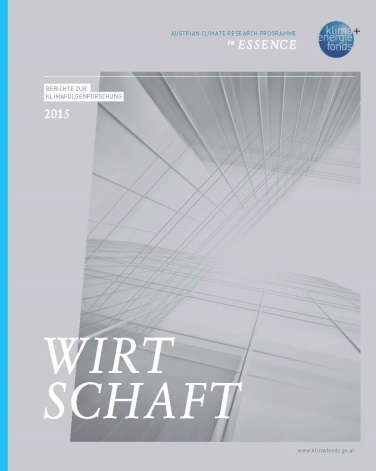 AUSTRIAN CLIMATE RESEARCH PROGRAMME
in ESSENCE
klima+
energie
fonds
BERICHTE ZUR
KLIMAFOLGENFORSCHUNG
2015
WIRT
SCHAFT
www.klimafonds.gv.at